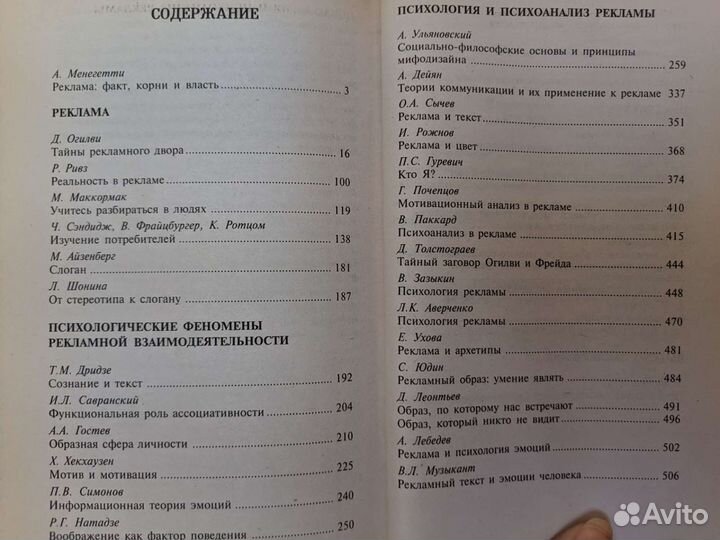 СОДЕРЖАНИЕ
А. Менегетти
Реклама: факт, корни и власть 3
РЕКЛАМА
Д. Огилви
Тайны рекламного двора 16
Р. Ривз
Реальность в рекламе 100
М. Маккормак
Учитесь разбираться в людях 119
Ч. Сэндидж, В. Фрайцбургер, К. Ротцом
Изучение потребителей 138
М. Айзенберг
Слоган 181
Л. Шонина
От стереотипа к слогану 187
ПСИХОЛОГИЧЕСКИЕ ФЕНОМЕНЫ
РЕКЛАМНОЙ ВЗАИМОДЕЯТЕЛЬНОСТИ
Т.М. Дридзе
Сознание и текст 192
И.Л. Савранский
Функциональная роль ассоциативности 204
А.А. Гостев
Образная сфера личности 210
Х. Хекхаузен
Мотив и мотивация 225
П.В. Симонов
Информационная теория эмоций 240
Р.Г. Натадзе
Воображение как фактор поведения 250
ПСИХОЛОГИЯ И ПСИХОАНАЛИЗ РЕКЛАМЫ
А. Ульяновский
Социально-философские основы и принципы
мифодизайна 259
А. Дейян
Теории коммуникации и их применение к рекламе 337
О.А. Сычев
Реклама и текст 351
И. Рожнов
Реклама и цвет 368
П.С. Гуревич
Кто Я? 374
Г. Почепцов
Мотивационный анализ в рекламе 410
В. Паккард
Психоанализ в рекламе 415
Д. Толстограев
Тайный заговор Огилви и Фрейда 444
В. Зазыкин
Психология рекламы 448
Л.К. Аверченко
Психология рекламы 470
Е. Ухова
Реклама и архетипы 481
С. Юдин
Рекламный образ: умение являть 484
Д. Леонтьев
Образ, по которому нас встречают 491
Образ, который никто не видит 496
А. Лебедев
Реклама и психология эмоций 502
В.Л. Музыкант
Рекламный текст и эмоции человека 506
Avito